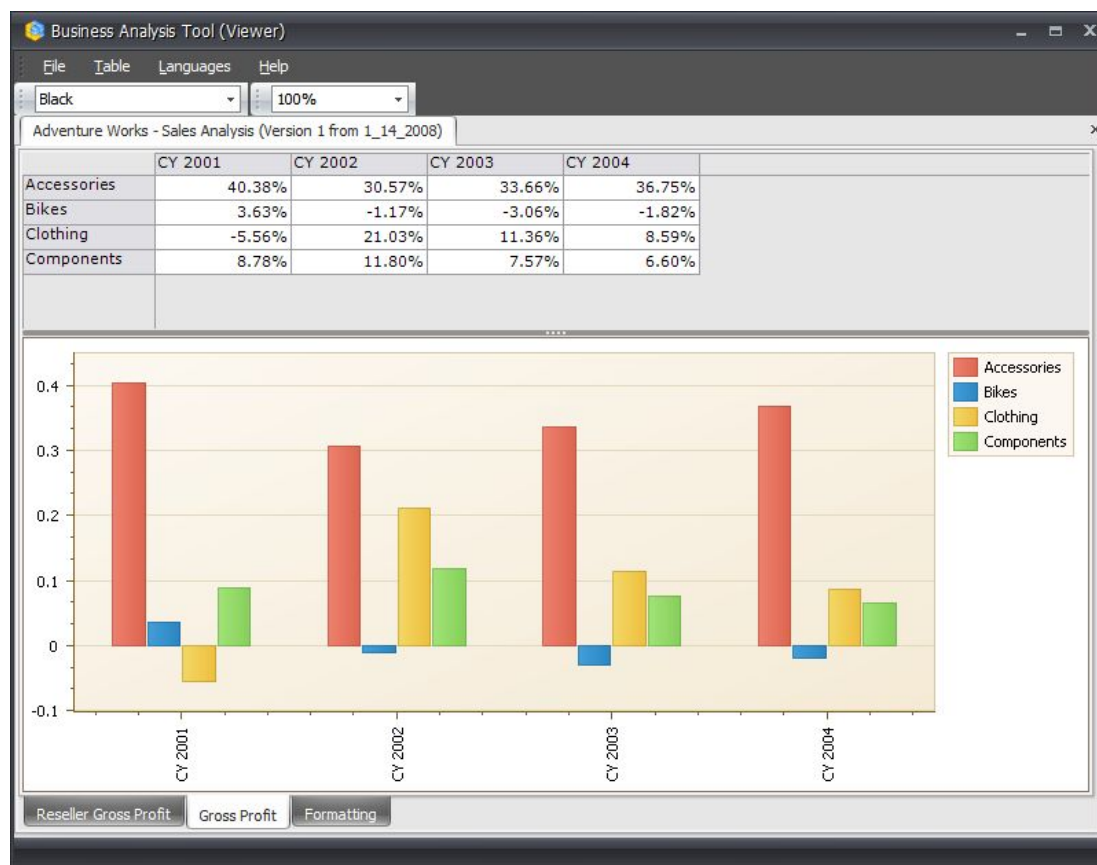 Business Analysis Tool (Viewer)
File Table Languages Help
Black 100%
Adventure Works - Sales Analysis (Version 1 from 1_14_2008)
CY 2001 CY 2002 CY 2003 CY 2004
Accessories 40.38% 30.57% 33.66% 36.75%
Bikes 3.63% -1.17% -3.06% -1.82%
Clothing -5.56% 21.03% 11.36% 8.59%
Components 8.78% 11.80% 7.57% 6.60%
0.4
0.3
0.2
0.1
0
-0.1
CY 2001 CY 2002 CY 2003 CY 2004
Accessories
Bikes
Clothing
Components
Reseller Gross Profit Gross Profit Formatting